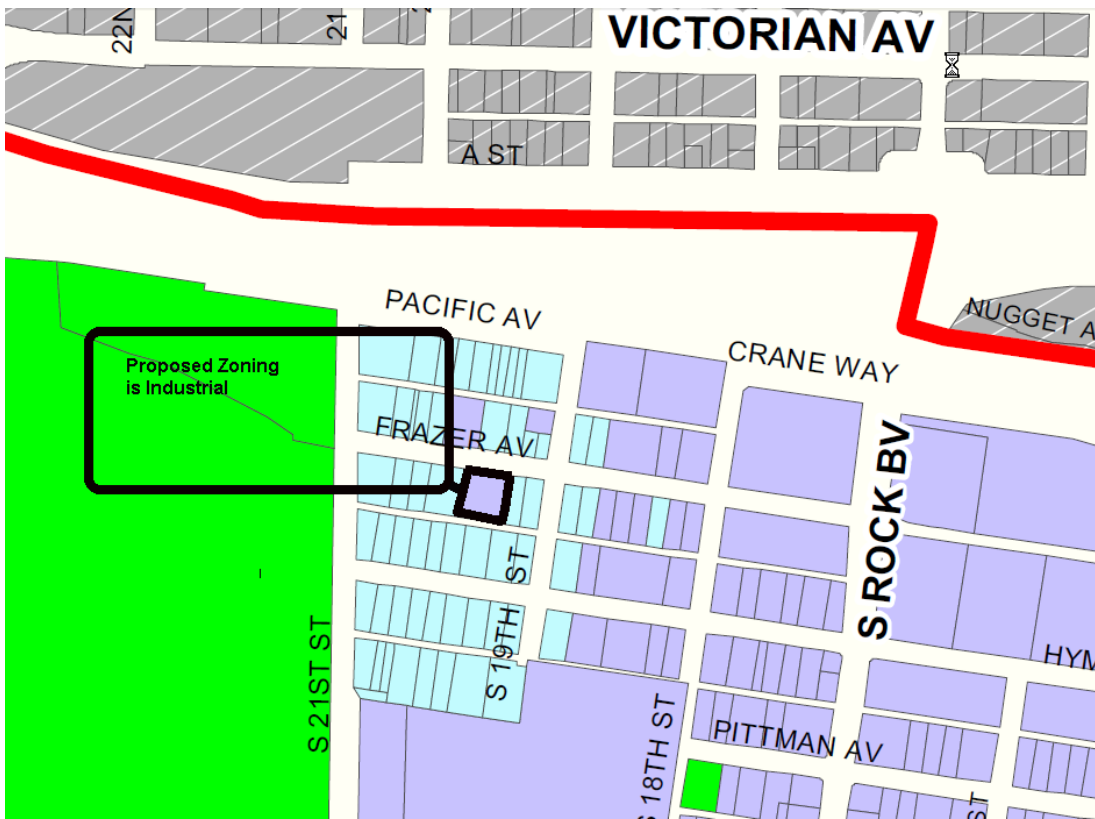 22N
21
VICTORIAN AV
A ST
NUGGET A
PACIFIC AV
CRANE WAY
Proposed Zoning
is Industrial
FRAZER AV
S ROCK BV
S 19TH ST
S 21ST ST
HYM
S 18TH ST
PITTMAN AV
ST